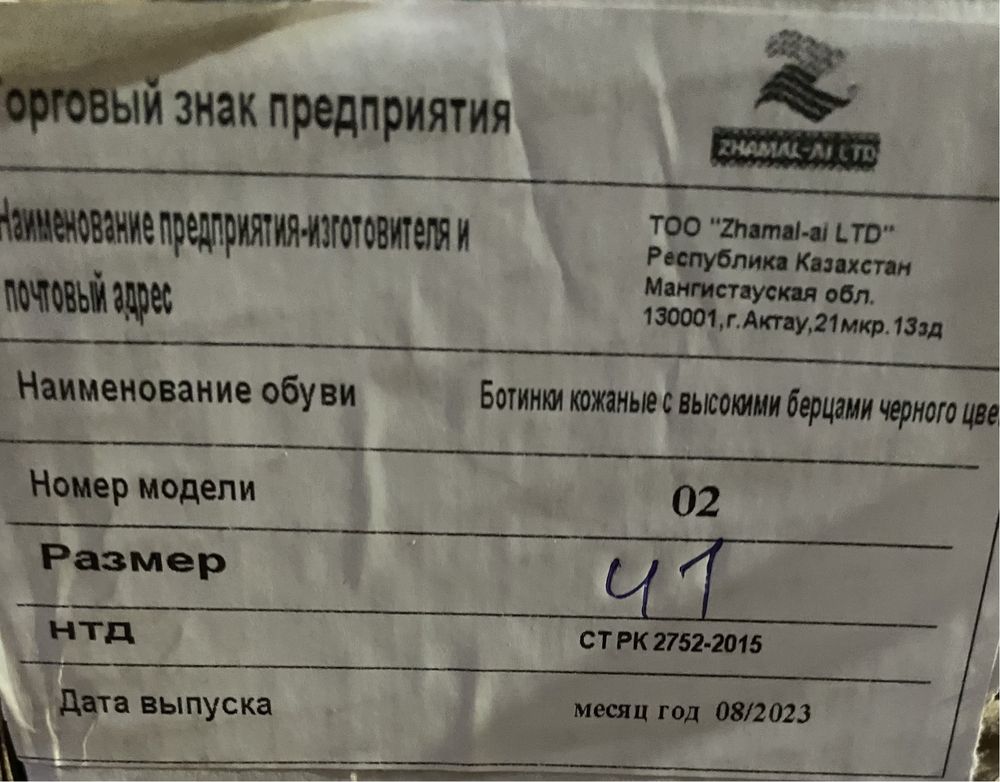 Торговый знак предприятия
ZHAMAL-AI LTD
Наименование предприятия-изготовителя и
почтовый адрес
ТОО "Zhamal-ai LTD"
Республика Казахстан
Мангистауская обл.
130001,г.Актау,21мкр.13зд
Наименование обуви
Ботинки кожаные с высокими берцами черного цве
Номер модели
02
Размер
41
НТД
СТ РК 2752-2015
Дата выпуска
месяц год 08/2023